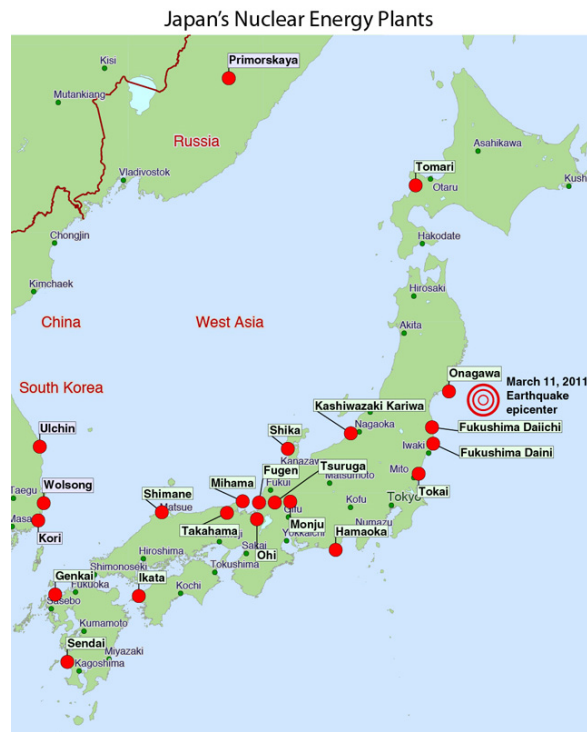 Japan's Nuclear Energy Plants
Primorskaya
Kisi
Mutankiang
Russia
Asahikawa
Tomari
Vladivostok
Otaru
Kush
Chongjin
Hakodate
Kimchaek
Hirosaki
China
West Asia
Akita
Onagawa
March 11, 2011
Earthquake
epicenter
South Korea
Kashiwazaki Kariwa
Ulchin
Shika
Nagaoka
Fukushima Daiichi
Iwaki
Fukushima Daini
Kanazav
Fugen
Tsuruga
Mihama
Fukui
Matsumoto
Mito
Tokai
Wolsong
Taegu
Shimane
Matsue
Gifu
Kofu
Tokyo
Masa
Kori
Takahama
Monju
Numazu
Hamaoka
Ohi
Yokkaichi
Sakai
Hiroshima
Shimonoseki
Genkai
Fukuoka
Ikata
Tokushima
Kochi
Sasebo
Kumamoto
Miyazaki
Sendai
Kagoshima